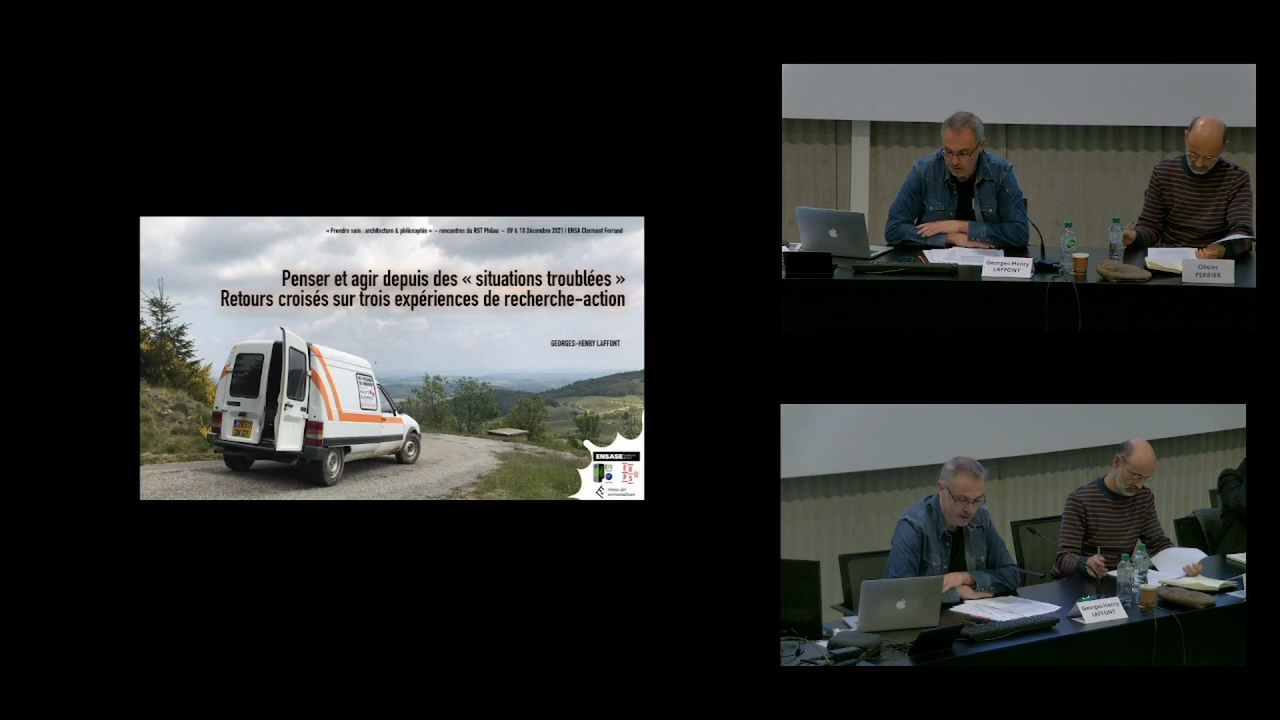 « Prendre soin : architecture & philosophie » - rencontres du RST Philau - 09 & 10 Décembre 2021 / ENSA Clermont Ferrand
Penser et agir depuis des « situations troublées »
Retours croisés sur trois expériences de recherche-action
GEORGES-HENRY LAFFONT
ENSASE
Georges-Henry
LAFFONT
Olivier
PERRIER
Georges-Henry
LAFFONT